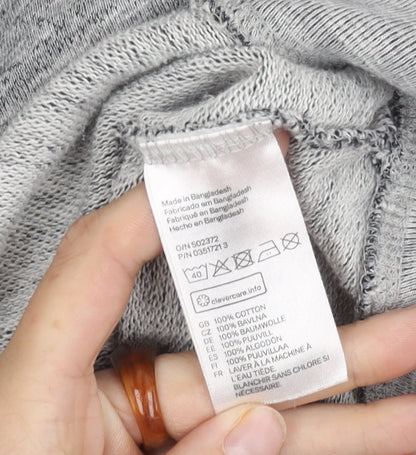 Made in Bangladesh
Fabricado em Bangladesh
Fabriqué en Bangladesh
Hecho en Bangladesh
O/N 502372
P/N 0351721 3
40
clevercare.info
GB 100% COTTON
CZ 100% BAVLNA
DE 100% BAUMWOLLE
EE 100% PUUVILL
ES 100% ALGODÓN
FI 100% PUUVILLAA
FR LAVER À LA MACHINE À
L'EAU TIÈDE.
BLANCHIR SANS CHLORE SI
NÉCESSAIRE.